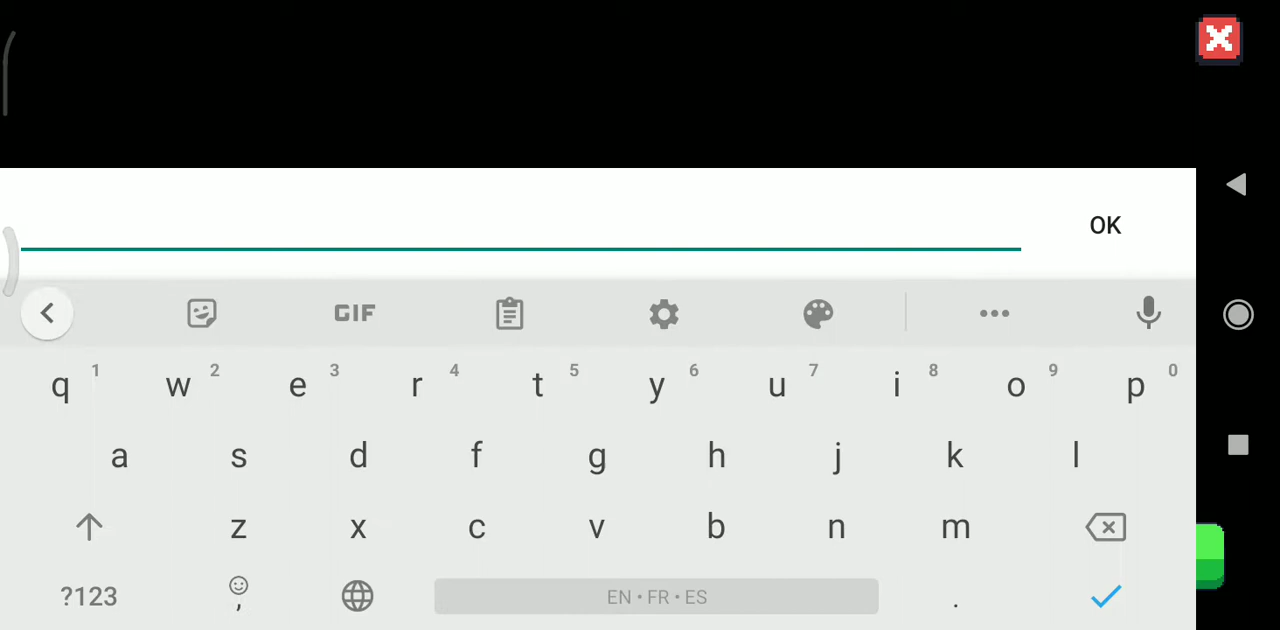 OK
GIF
q 1 w 2 e 3 r 4 t 5 y 6 u 7 i 8 o 9 p 0
a s d f g h j k l
z x c v b n m
?123 , EN • FR • ES .